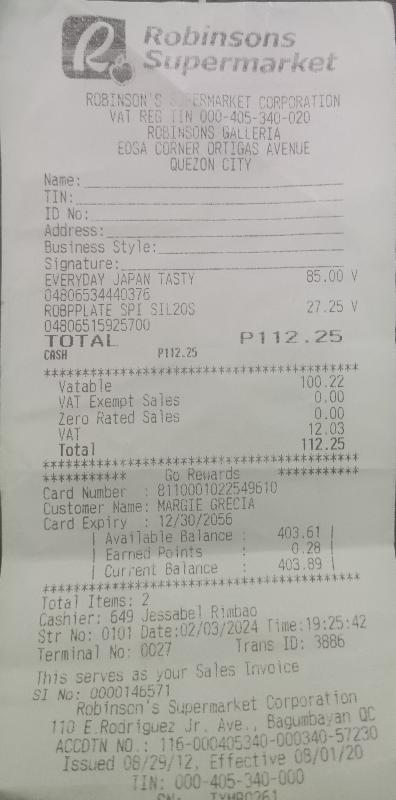 R
Robinsons
Supermarket
ROBINSON'S SUPERMARKET CORPORATION
VAT REG TIN 000-405-340-020
ROBINSONS GALLERIA
EDSA CORNER ORTIGAS AVENUE
QUEZON CITY
Name:
TIN:
ID No:
Address:
Business Style:
Signature:
EVERYDAY JAPAN TASTY 85.00 V
04806534440376
ROBPPLATE SPI SIL20S 27.25 V
04806515925700
TOTAL P112.25
CASH P112.25
****************************************
Vatable 100.22
VAT Exempt Sales 0.00
Zero Rated Sales 0.00
VAT 12.03
Total 112.25
****************************************
*********** Go Rewards ***********
Card Number : 8110001022549610
Customer Name: MARGIE GRECIA
Card Expiry : 12/30/2056
| Available Balance : 403.61 |
| Earned Points : 0.28 |
| Current Balance : 403.89 |
****************************************
Total Items: 2
Cashier: 649 Jessabel Rimbao
Str No: 0101 Date:02/03/2024 Time:19:25:42
Terminal No: 0027 Trans ID: 3886
This serves as your Sales Invoice
SI No: 0000146571
Robinson's Supermarket Corporation
110 E.Rodriguez Jr. Ave., Bagumbayan QC
ACCDTN NO.: 116-000405340-000340-57230
Issued 08/29/12, Effective 08/01/20
TIN: 000-405-340-000